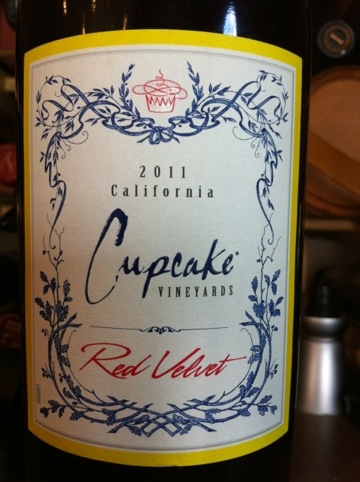 2011
California
Cupcake
VINEYARDS
Red Velvet